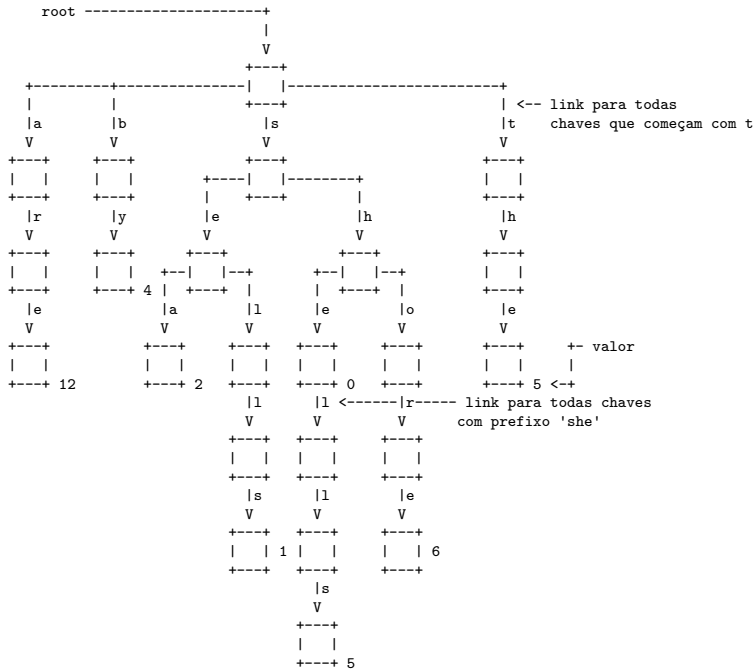 root ---------------------+
                          |
                          V
                        +---+
+---------+---------------|   |-------------------------+
|         |             +---+                         | <-- link para todas
|a        |b              |s                          |t    chaves que começam com t
V         V               V                           V
+---+     +---+           +---+                       +---+
|   |     |   |      +----|   |---------+             |   |
+---+     +---+      |    +---+         |             +---+
|r        |y         |e                 |h            |h
V         V          V                  V             V
+---+     +---+    +---+              +---+           +---+
|   |     |   | +--|   |--+        +--|   |--+        |   |
+---+     +---+ 4 |  +---+  |        |  +---+  |        +---+
|e        |a        |l       |e        |o       |e
V         V         V        V         V        V
+---+     +---+     +---+    +---+     +---+    +---+     +- valor
|   |     |   |     |   |    |   |     |   |    |   |     |
+---+ 12  +---+ 2   +---+    +---+ 0   +---+    +---+ 5 <-+
|l       |l <------|r----- link para todas chaves
V        V         V      com prefixo 'she'
+---+    +---+     +---+
|   |    |   |     |   |
+---+    +---+     +---+
|s       |l        |e
V        V         V
+---+    +---+     +---+
|   | 1  |   |     |   | 6
+---+    +---+     +---+
|s
V
+---+
|   |
+---+ 5